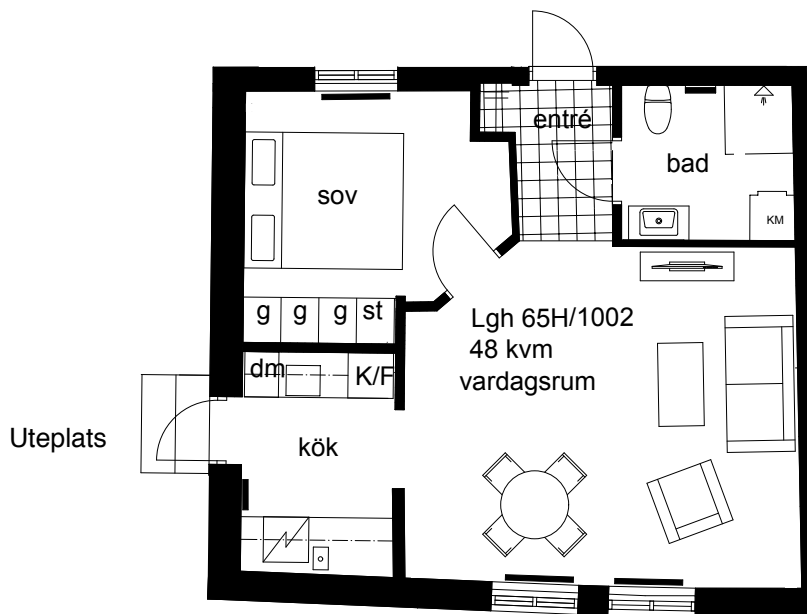 entré
bad
sov
KM
g g g st
Lgh 65H/1002
48 kvm
vardagsrum
dm
K/F
Uteplats
kök